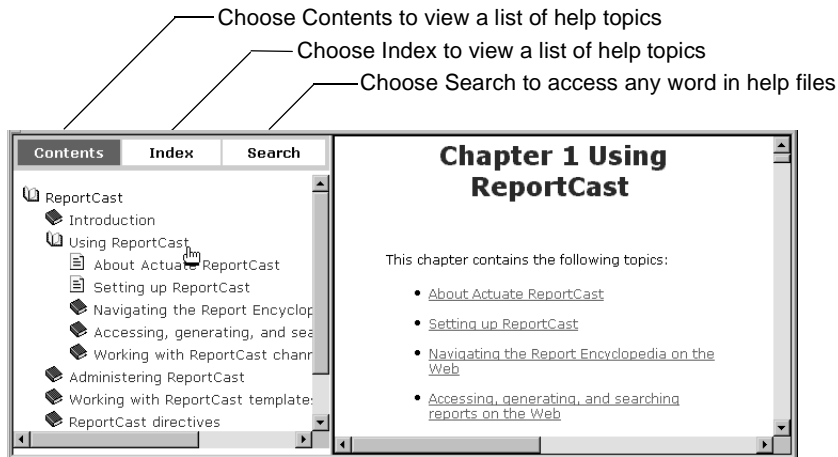 Choose Contents to view a list of help topics
Choose Index to view a list of help topics
Choose Search to access any word in help files
Contents Index Search
ReportCast
Introduction
Using ReportCast
About Actuate ReportCast
Setting up ReportCast
Navigating the Report Encyclop
Accessing, generating, and sea
Working with ReportCast chann
Administering ReportCast
Working with ReportCast template
ReportCast directives
Chapter 1 Using
ReportCast
This chapter contains the following topics:
About Actuate ReportCast
Setting up ReportCast
Navigating the Report Encyclopedia on the
Web
Accessing, generating, and searching
reports on the Web